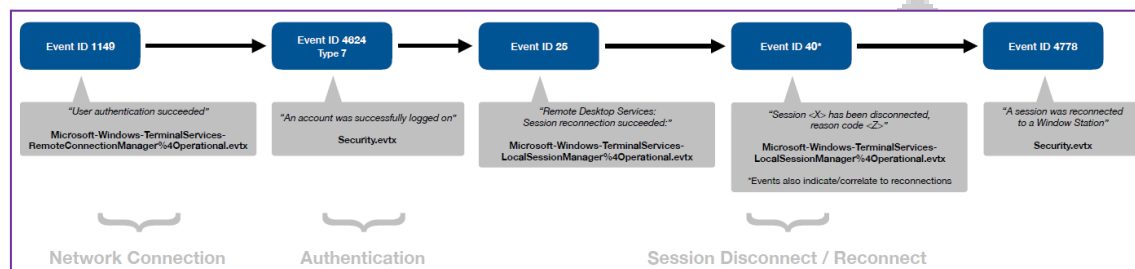 Event ID 1149
Event ID 4624
Type 7
Event ID 25
Event ID 40*
Event ID 4778
"User authentication succeeded"
Microsoft-Windows-TerminalServices-
RemoteConnectionManager%4Operational.evtx
"An account was successfully logged on"
Security.evtx
"Remote Desktop Services:
Session reconnection succeeded:"
Microsoft-Windows-TerminalServices-
LocalSessionManager%4Operational.evtx
"Session <X> has been disconnected,
reason code <Z>"
Microsoft-Windows-TerminalServices-
LocalSessionManager%4Operational.evtx
*Events also indicate/correlate to reconnections
"A session was reconnected
to a Window Station"
Security.evtx
Network Connection
Authentication
Session Disconnect / Reconnect